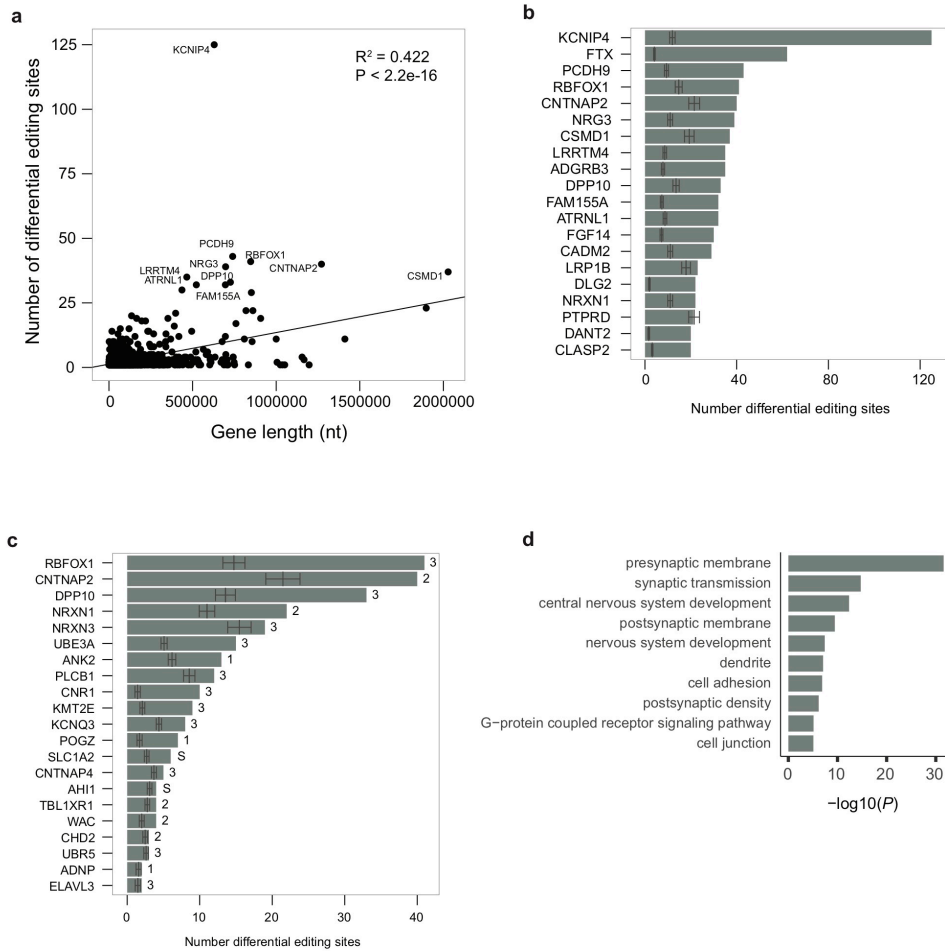 a
Number of differential editing sites
125
100
75
50
25
0
R² = 0.422
P < 2.2e-16
KCNIP4
PCDH9
RBFOX1
NRG3
CNTNAP2
LRRTM4
DPP10
CSMD1
ATRNL1
FAM155A
0
500000
1000000
1500000
2000000
Gene length (nt)
b
KCNIP4
FTX
PCDH9
RBFOX1
CNTNAP2
NRG3
CSMD1
LRRTM4
ADGRB3
DPP10
FAM155A
ATRNL1
FGF14
CADM2
LRP1B
DLG2
NRXN1
PTPRD
DANT2
CLASP2
0
40
80
120
Number differential editing sites
c
RBFOX1 3
CNTNAP2 2
DPP10 3
NRXN1 2
NRXN3 3
UBE3A 3
ANK2 1
PLCB1 3
CNR1 3
KMT2E 3
KCNQ3 3
POGZ 1
SLC1A2 S
CNTNAP4 3
AHI1 S
TBL1XR1 2
WAC 2
CHD2 2
UBR5 3
ADNP 1
ELAVL3 3
0
10
20
30
40
Number differential editing sites
d
presynaptic membrane
synaptic transmission
central nervous system development
postsynaptic membrane
nervous system development
dendrite
cell adhesion
postsynaptic density
G−protein coupled receptor signaling pathway
cell junction
0
10
20
30
−log10(P)